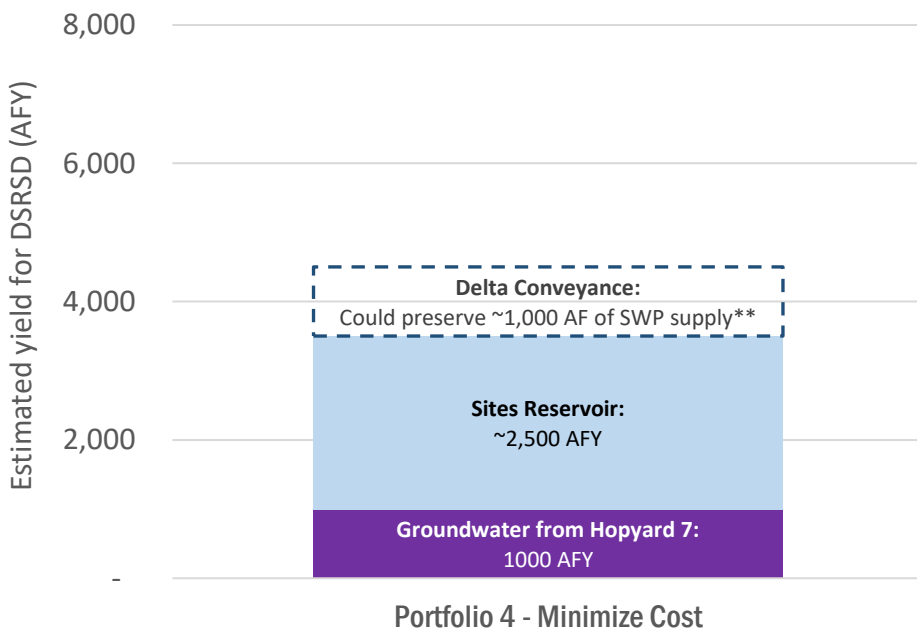 Estimated yield for DSRSD (AFY)
8,000
6,000
4,000
2,000
-
Delta Conveyance:
Could preserve ~1,000 AF of SWP supply**
Sites Reservoir:
~2,500 AFY
Groundwater from Hopyard 7:
1000 AFY
Portfolio 4 - Minimize Cost